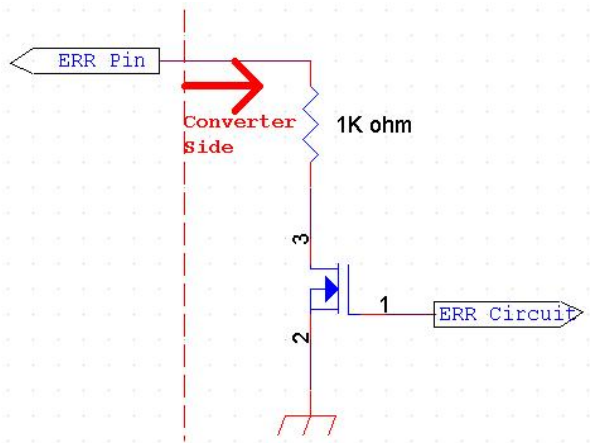 ERR Pin
Converter
Side
1K ohm
3
1
ERR Circuit
2